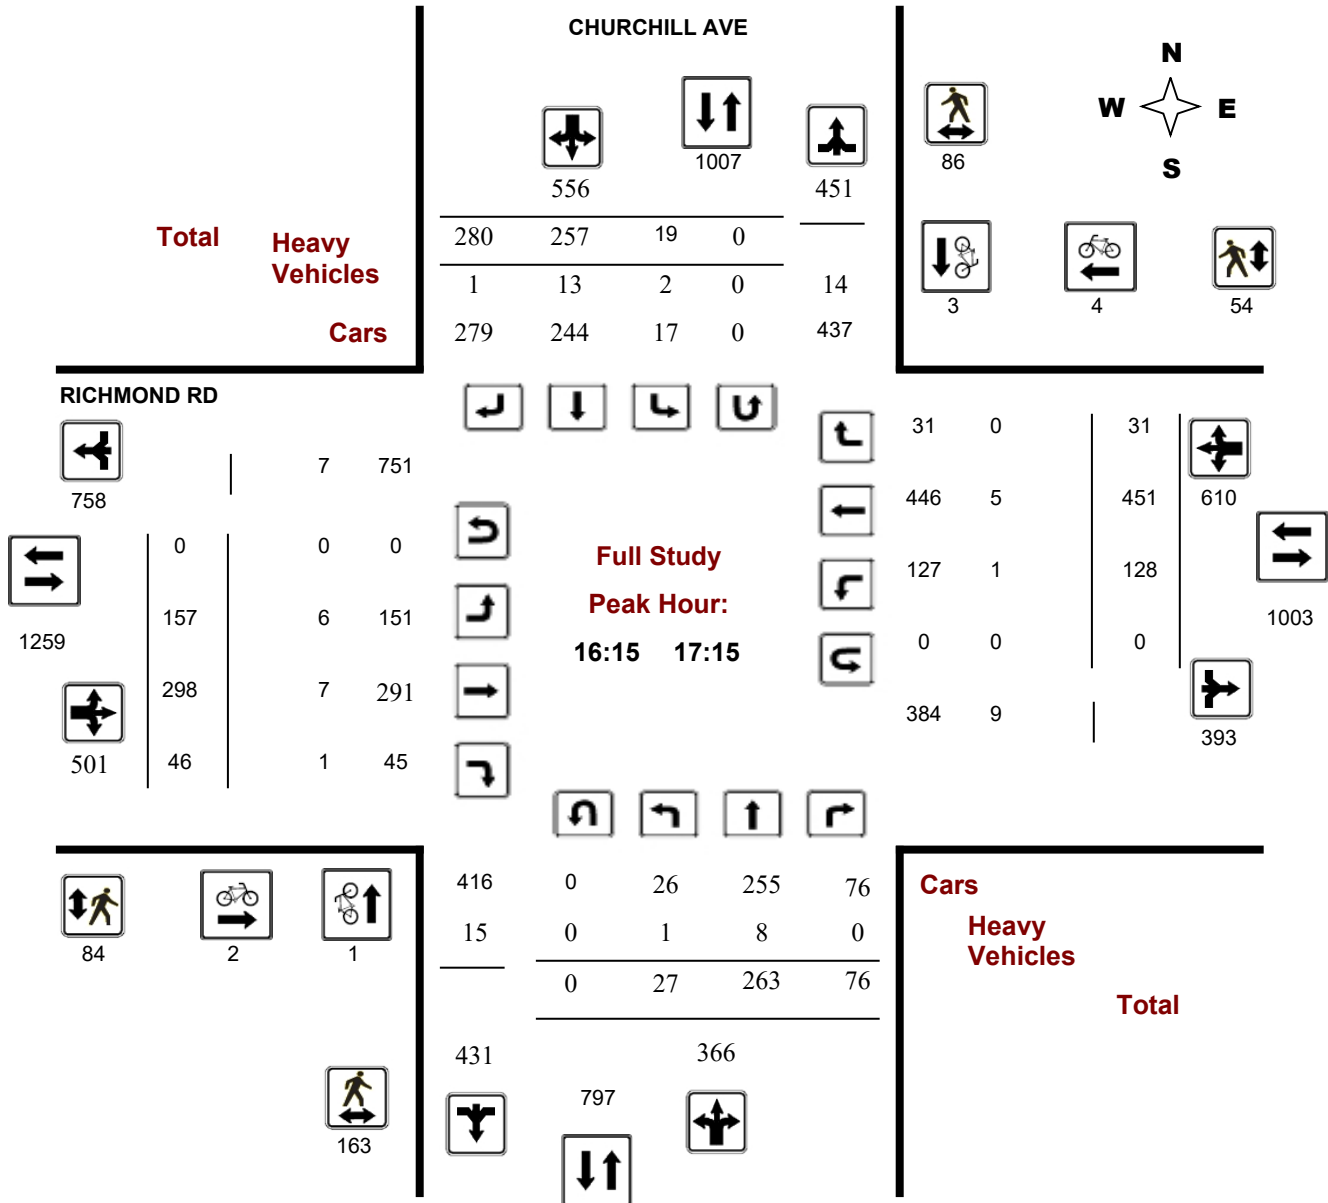 CHURCHILL AVE
N
W E
S
1007
86
556 451
Total Heavy Vehicles
280 257 19 0
1 13 2 0 14
3 4 54
Cars 279 244 17 0 437
RICHMOND RD
31 0 31
7 751
758
446 5 451 610
0 0 0
Full Study
127 1 128
Peak Hour:
157 6 151
1003
1259
16:15 17:15
0 0 0
298 7 291
384 9
393
501 46 1 45
416 0 26 255 76 Cars
15 0 1 8 0 Heavy Vehicles
84 2 1
0 27 263 76
Total
431 366
797
163